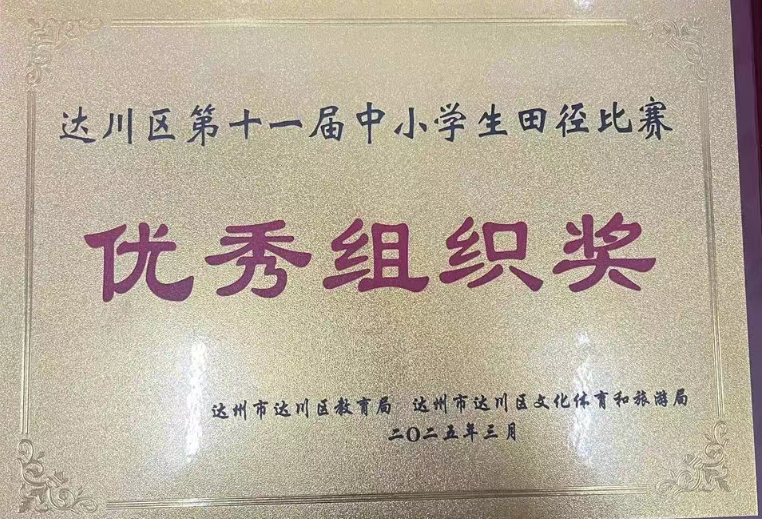 达川区第十一届中小学生田径比赛
优秀组织奖
达州市达川区教育局 达州市达川区文化体育和旅游局
二〇二五年三月